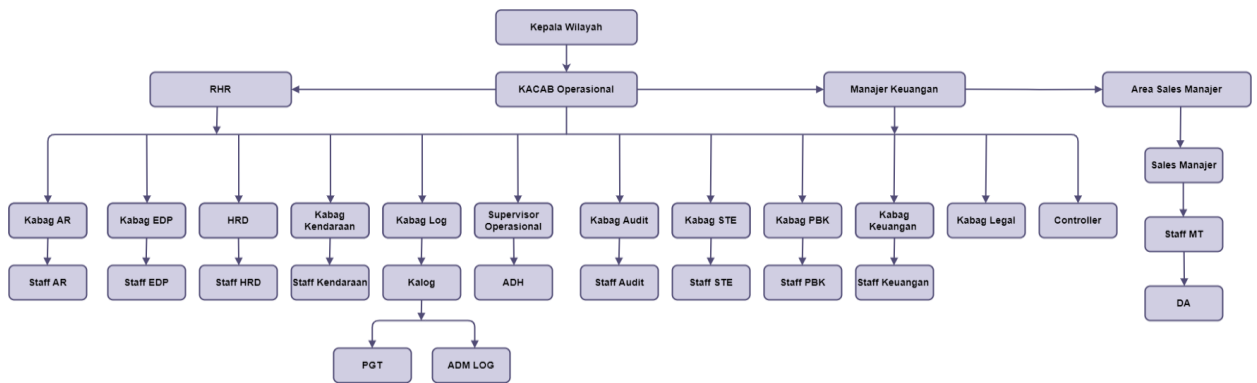 Kepala Wilayah
RHR
KACAB Operasional
Manajer Keuangan
Area Sales Manajer
Sales Manajer
Kabag AR
Kabag EDP
HRD
Kabag
Kendaraan
Kabag Log
Supervisor
Operasional
Kabag Audit
Kabag STE
Kabag PBK
Kabag
Keuangan
Kabag Legal
Controller
Staff MT
Staff AR
Staff EDP
Staff HRD
Staff Kendaraan
Kalog
ADH
Staff Audit
Staff STE
Staff PBK
Staff Keuangan
DA
PGT
ADM LOG